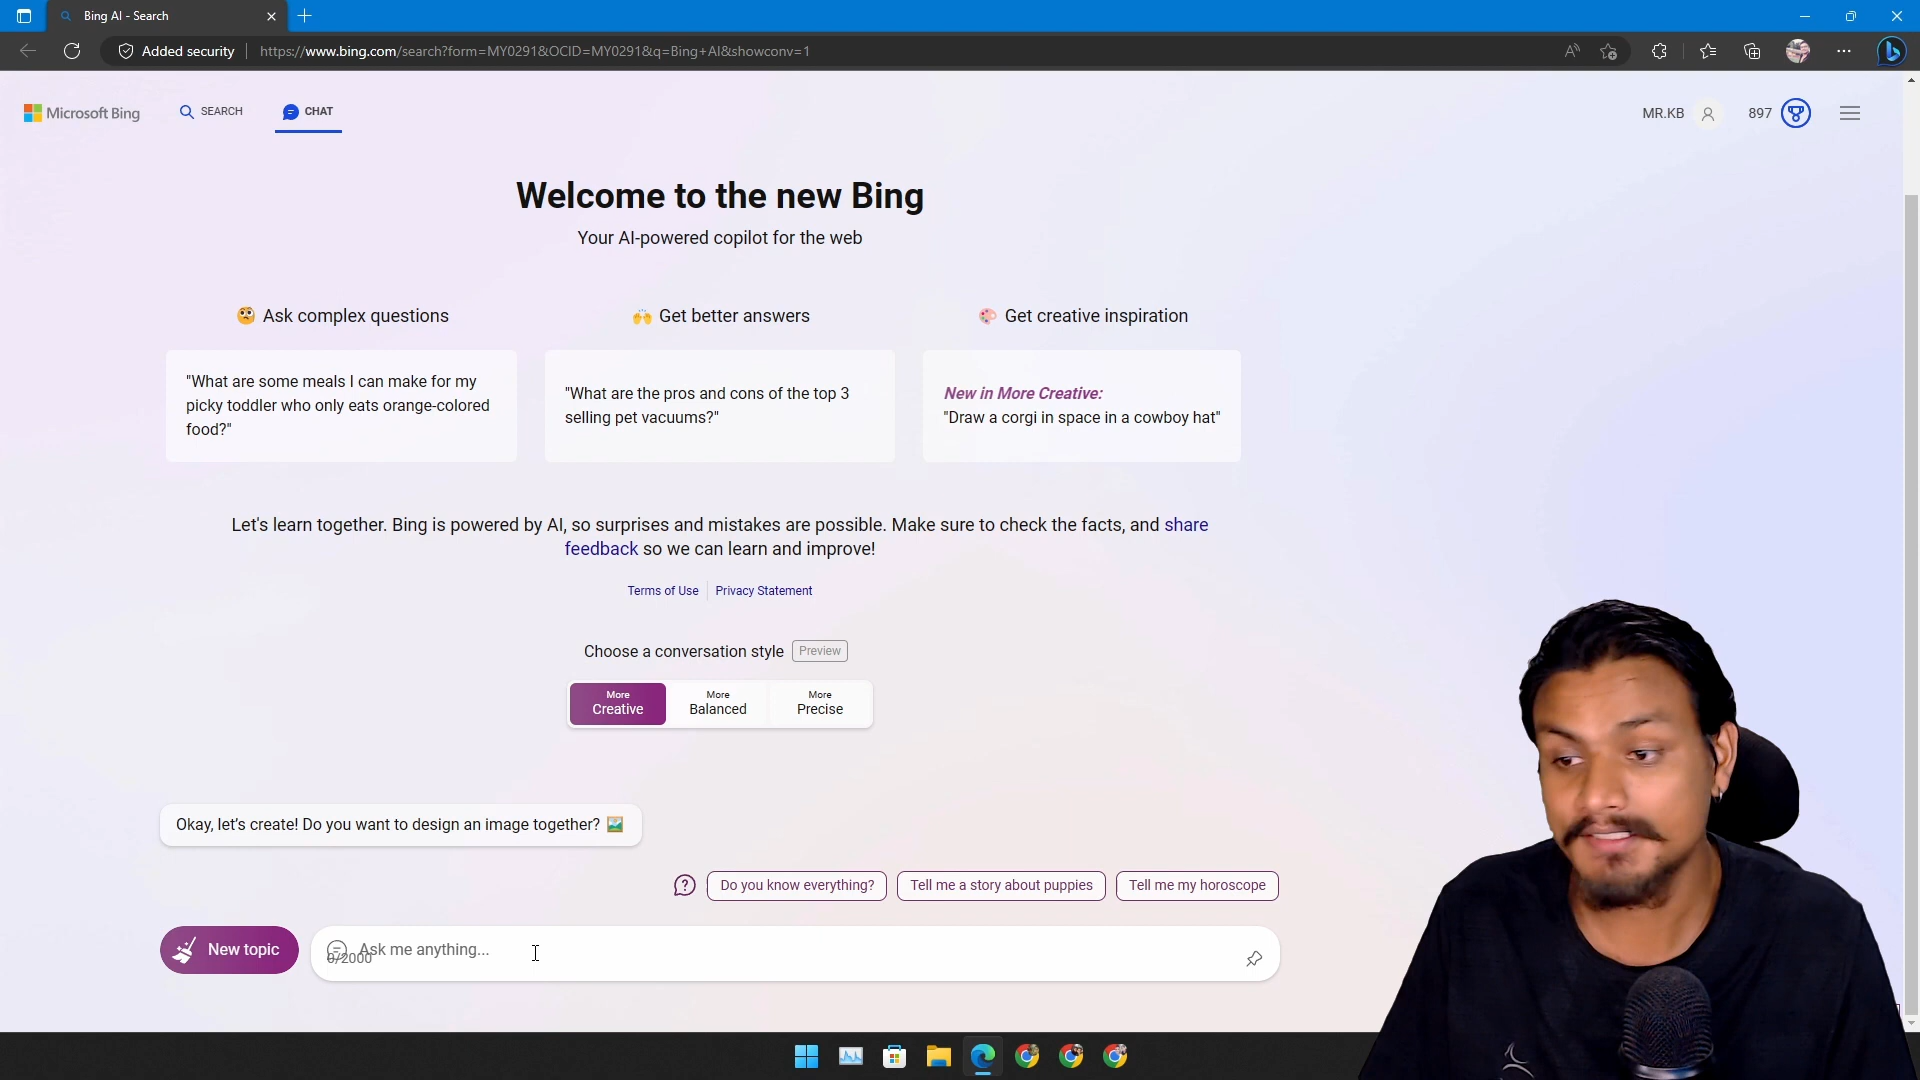 Bing AI - Search
Added security
https://www.bing.com/search?form=MY0291&OCID=MY0291&q=Bing+AI&showconv=1
Microsoft Bing
SEARCH
CHAT
MR.KB
897
Welcome to the new Bing
Your AI-powered copilot for the web
🧐 Ask complex questions
🙌 Get better answers
🎨 Get creative inspiration
"What are some meals I can make for my
picky toddler who only eats orange-colored
food?"
"What are the pros and cons of the top 3
selling pet vacuums?"
New in More Creative:
"Draw a corgi in space in a cowboy hat"
Let's learn together. Bing is powered by AI, so surprises and mistakes are possible. Make sure to check the facts, and share
feedback so we can learn and improve!
Terms of Use
Privacy Statement
Choose a conversation style Preview
More
Creative
More
Balanced
More
Precise
Okay, let's create! Do you want to design an image together? 🖼️
Do you know everything?
Tell me a story about puppies
Tell me my horoscope
New topic
Ask me anything...
0/2000